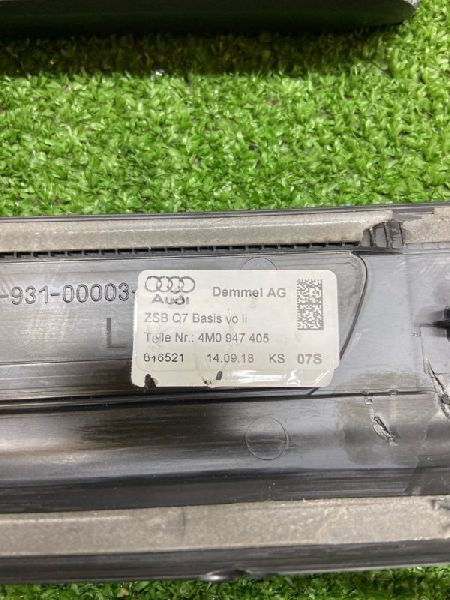 -931-00003-
L
Audi Demmel AG
ZSB Q7 Basis vo li
Teile Nr.: 4M0 947 405
616521 14.09.18 KS 07S